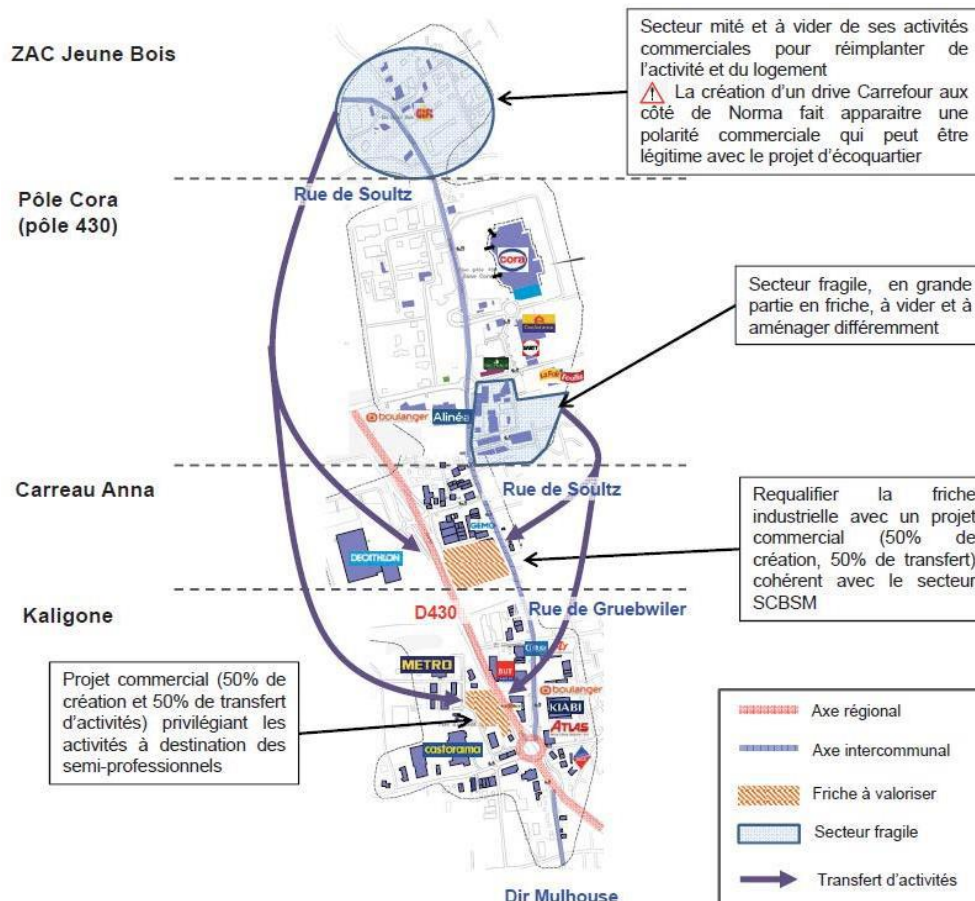 ZAC Jeune Bois
Secteur mité et à vider de ses activités
commerciales pour réimplanter de
l'activité et du logement
La création d'un drive Carrefour aux
côté de Norma fait apparaitre une
polarité commerciale qui peut être
légitime avec le projet d'écoquartier
GiFi
Rue de Soultz
Pôle Cora
(pôle 430)
cora
Secteur fragile, en grande
partie en friche, à vider et à
aménager différemment
boulanger
Alinéa
Carreau Anna
Rue de Soultz
GEMO
DECATHLON
Requalifier la friche
industrielle avec un projet
commercial (50% de
création, 50% de transfert)
cohérent avec le secteur
SCBSM
Kaligone
D430
Rue de Gruebwiler
METRO
BUT
boulanger
KIABI
ATLAS
castorama
Projet commercial (50% de
création et 50% de transfert
d'activités) privilégiant les
activités à destination des
semi-professionnels
Axe régional
Axe intercommunal
Friche à valoriser
Secteur fragile
Transfert d'activités
Dir Mulhouse